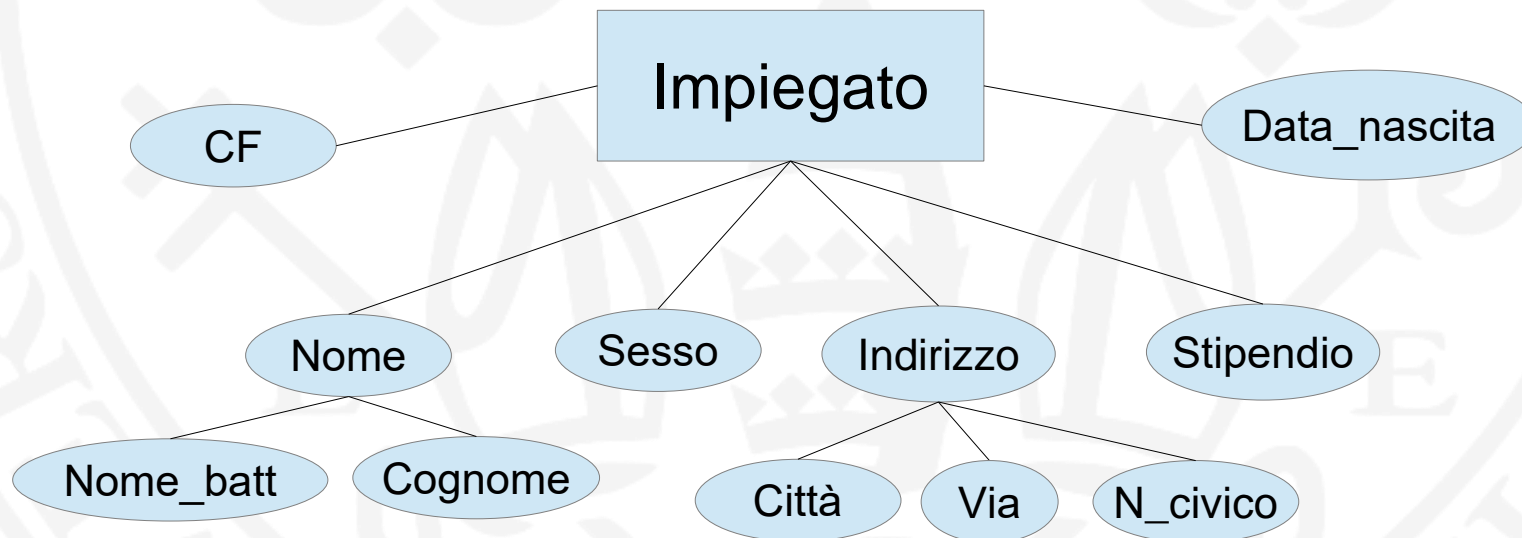 Impiegato
CF
Data_nascita
Nome
Sesso
Indirizzo
Stipendio
Nome_batt
Cognome
Città
Via
N_civico
E